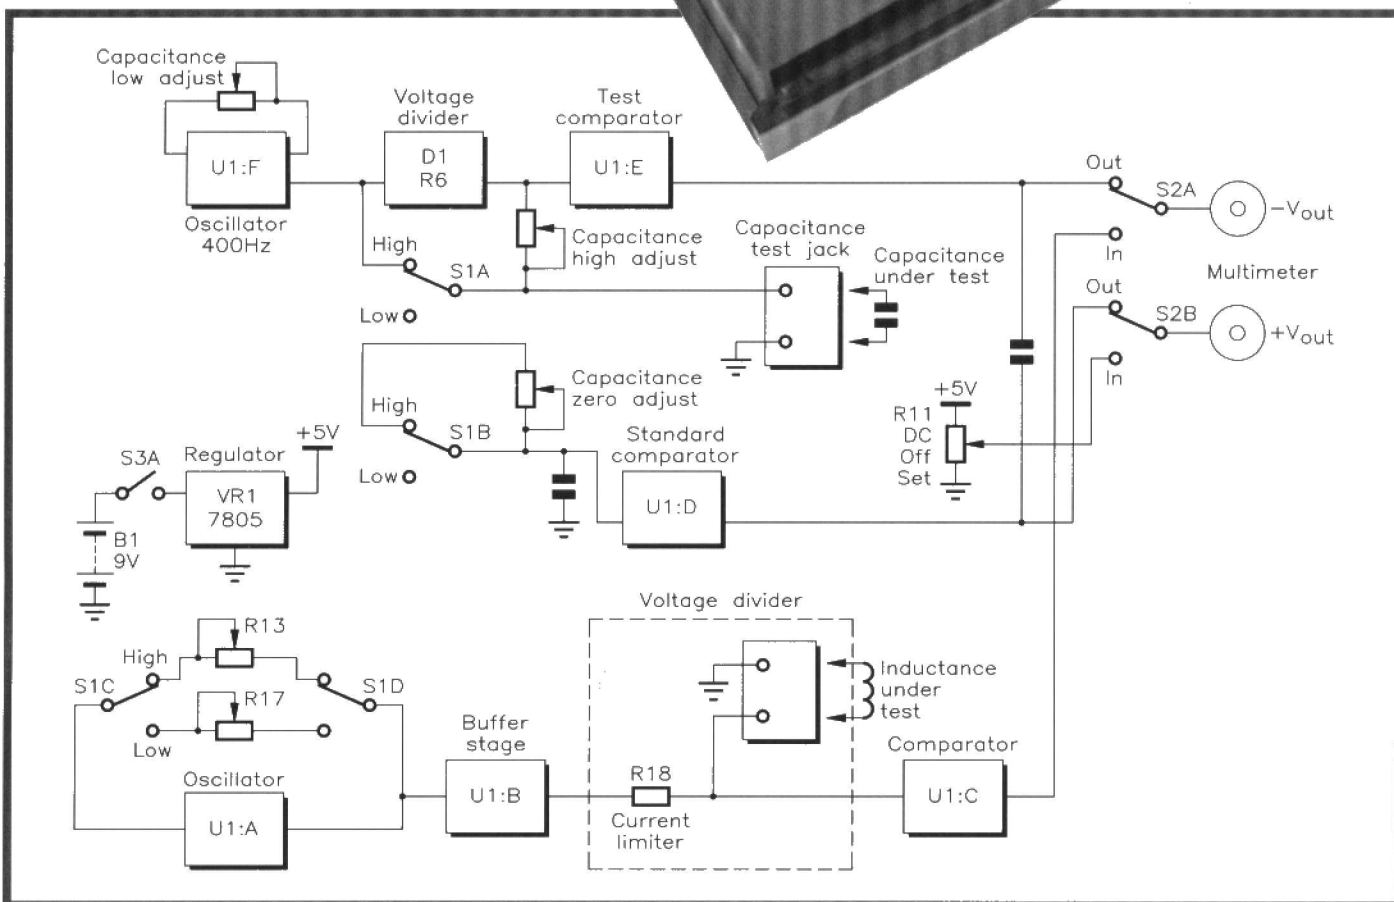 Capacitance
low adjust
U1:F
Oscillator
400Hz
Voltage
divider
D1
R6
Test
comparator
U1:E
High
S1A
Low
Capacitance
high adjust
Capacitance
test jack
Capacitance
under test
Out
S2A
-Vout
In
Multimeter
Out
S2B
+Vout
In
High
S1B
Low
Capacitance
zero adjust
Standard
comparator
U1:D
+5V
R11
DC
Off
Set
S3A
Regulator
+5V
VR1
7805
B1
9V
R13
High
S1C
S1D
R17
Low
Oscillator
U1:A
Buffer
stage
U1:B
Voltage divider
R18
Current
limiter
Inductance
under
test
Comparator
U1:C